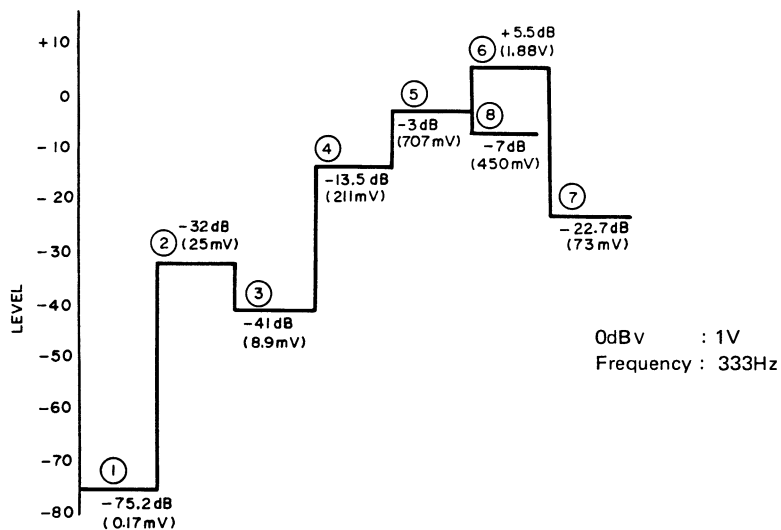 +10
0
-10
-20
-30
-40
-50
-60
-70
-80
LEVEL
1
-75.2dB
(0.17mV)
2
-32dB
(25mV)
3
-41dB
(8.9mV)
4
-13.5dB
(211mV)
5
-3dB
(707mV)
6
+5.5dB
(1.88V)
8
-7dB
(450mV)
7
-22.7dB
(73mV)
0dBv : 1V
Frequency : 333Hz